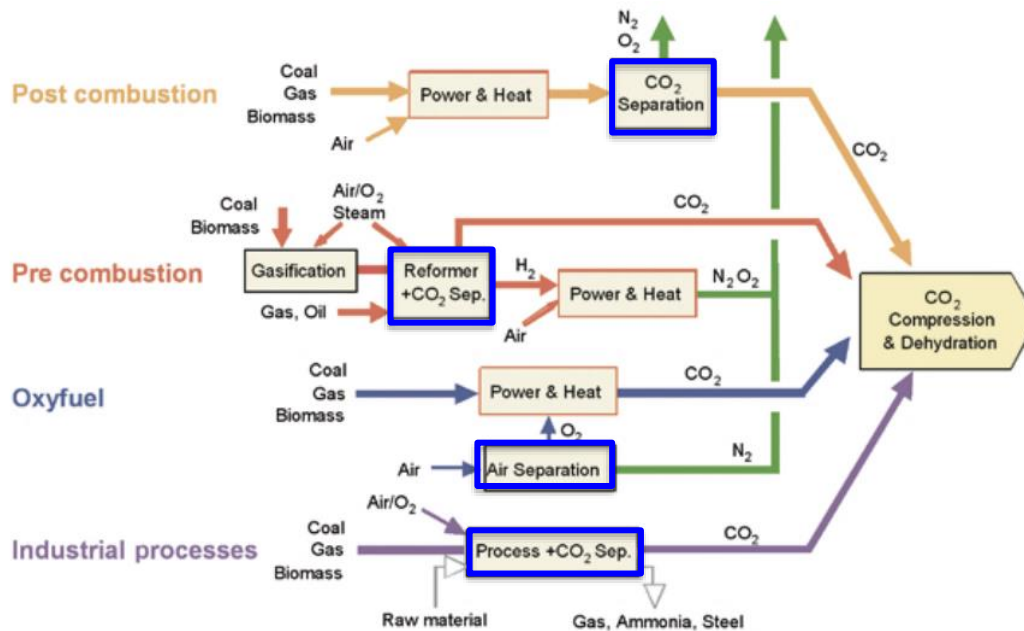 N₂
O₂
Post combustion
Coal
Gas
Biomass
Air
Power & Heat
CO₂
Separation
CO₂
Pre combustion
Coal
Biomass
Air/O₂
Steam
Gasification
Gas, Oil
Reformer
+CO₂ Sep.
H₂
Air
Power & Heat
N₂O₂
CO₂
CO₂
Compression
& Dehydration
Oxyfuel
Coal
Gas
Biomass
Power & Heat
CO₂
O₂
Air
Air Separation
N₂
Industrial processes
Coal
Gas
Biomass
Air/O₂
Process +CO₂ Sep.
CO₂
Raw material
Gas, Ammonia, Steel